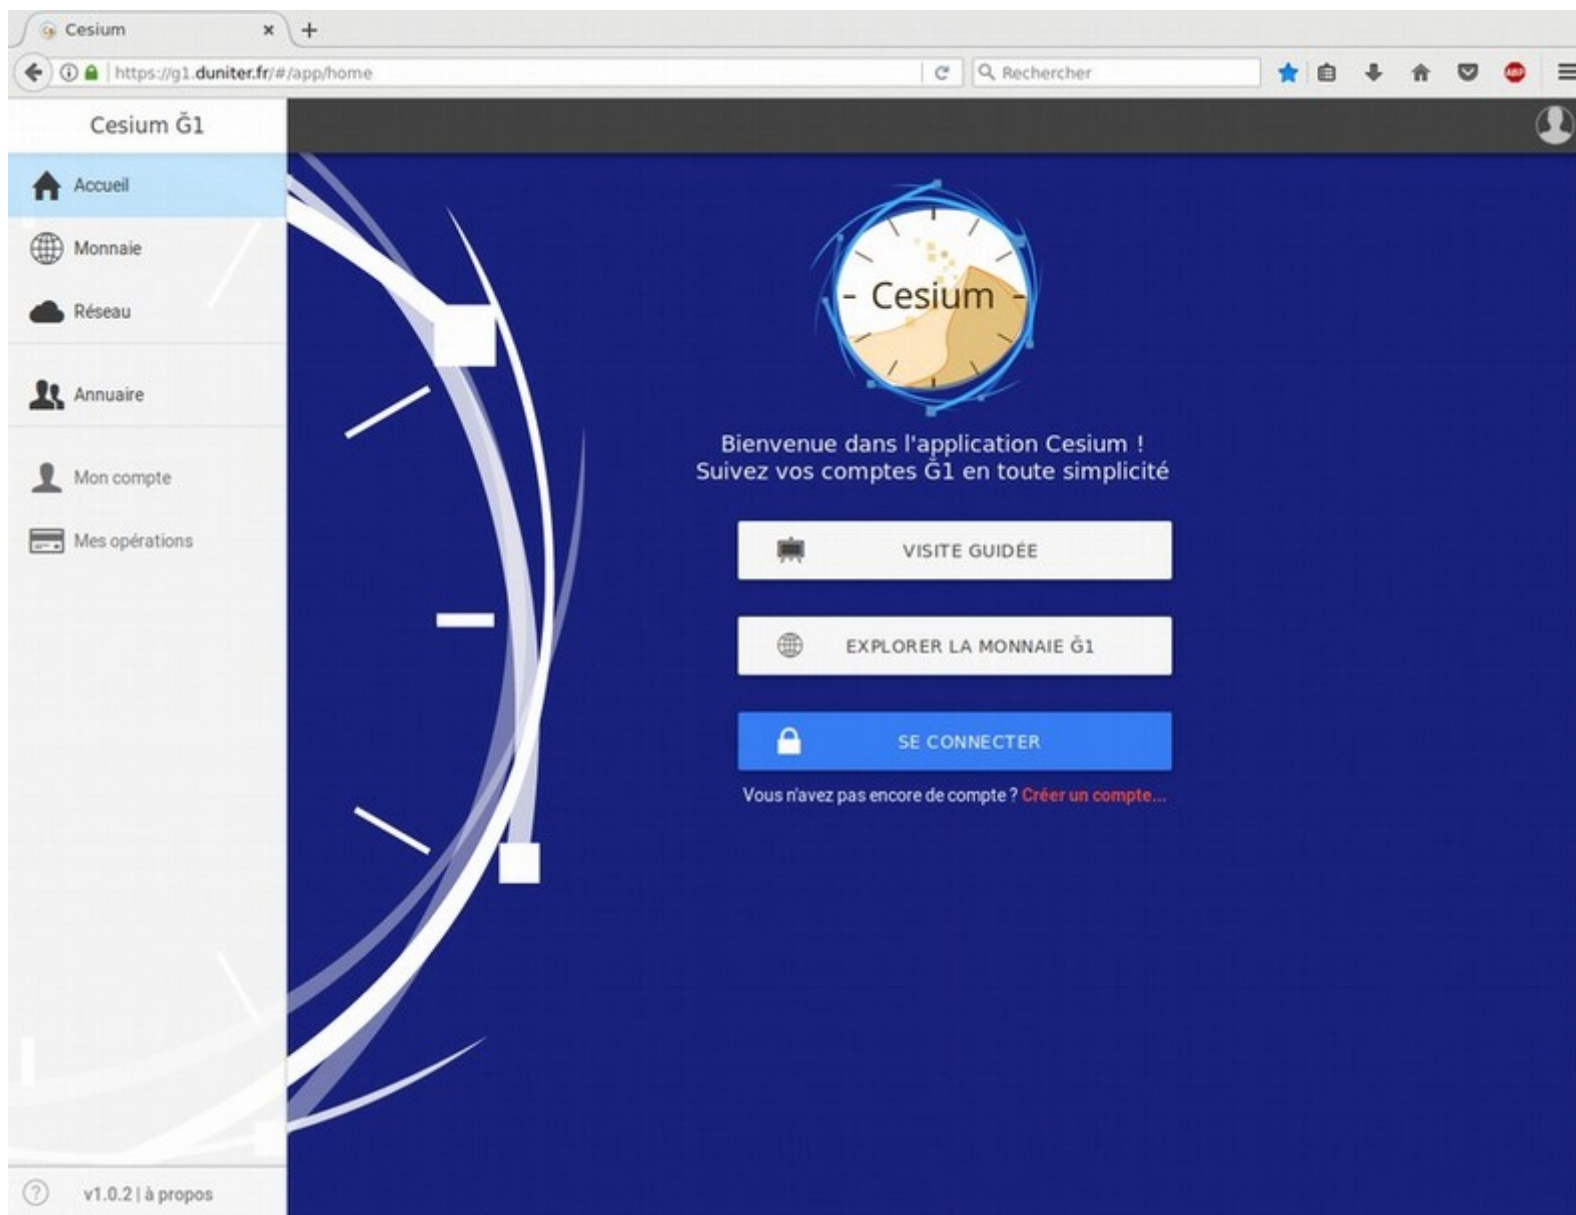 Cesium
https://g1.duniter.fr/#/app/home
Rechercher
ABP
Cesium Ğ1
Accueil
Monnaie
Réseau
Annuaire
Mon compte
Mes opérations
v1.0.2 | à propos
Cesium
Bienvenue dans l'application Cesium !
Suivez vos comptes Ğ1 en toute simplicité
VISITE GUIDÉE
EXPLORER LA MONNAIE Ğ1
SE CONNECTER
Vous n'avez pas encore de compte ? Créer un compte...